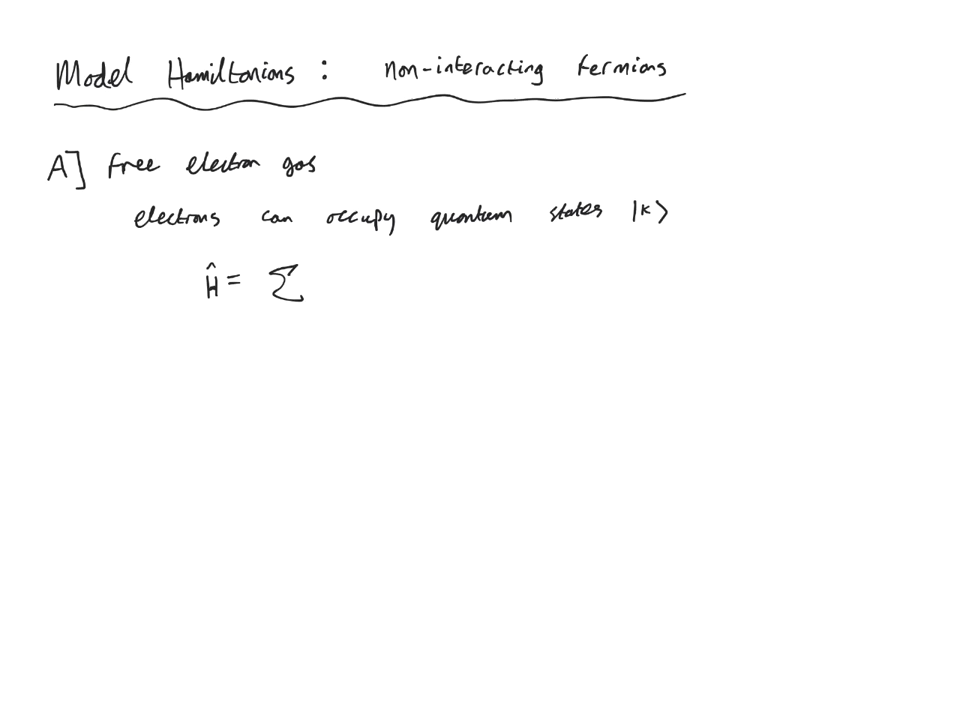 Model Hamiltonians : non-interacting fermions
A] Free electron gas
electrons can occupy quantum states |k⟩
Ĥ = Σ